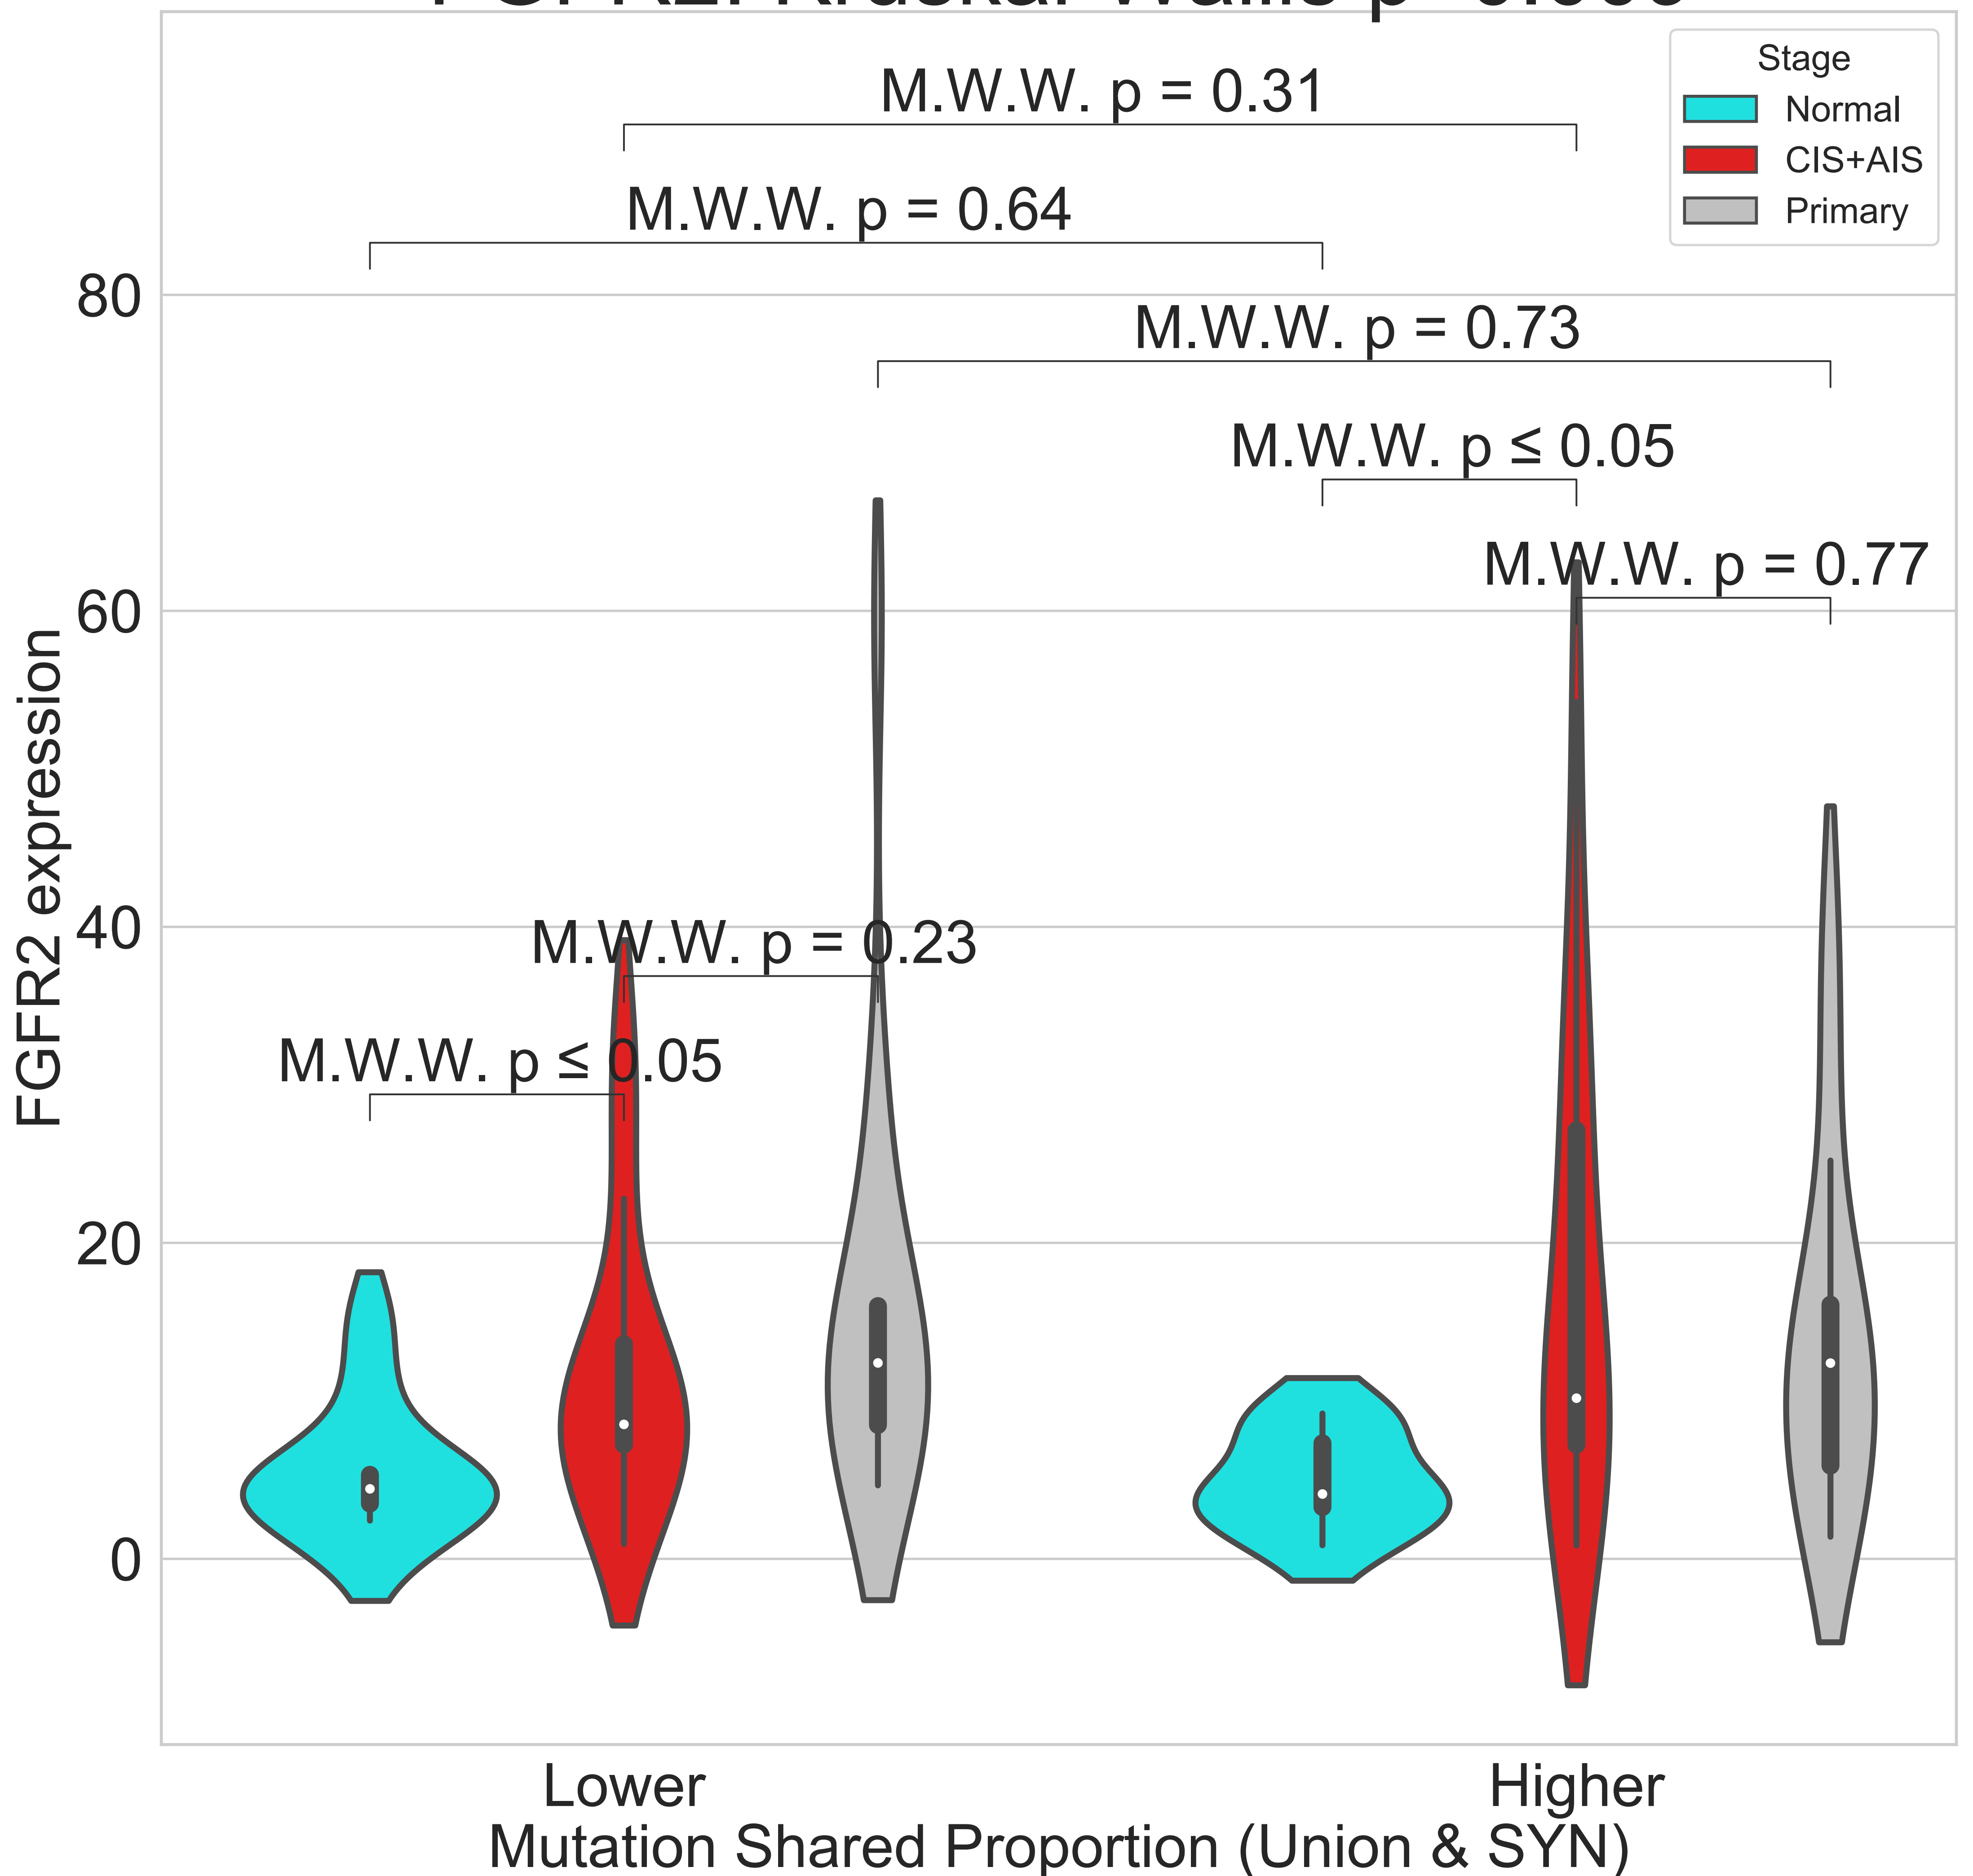 Stage
Normal
CIS+AIS
Primary
M.W.W. p = 0.31
M.W.W. p = 0.64
M.W.W. p = 0.73
M.W.W. p ≤ 0.05
M.W.W. p = 0.77
M.W.W. p = 0.23
M.W.W. p ≤ 0.05
80
60
40
20
0
FGFR2 expression
Lower
Higher
Mutation Shared Proportion (Union & SYN)